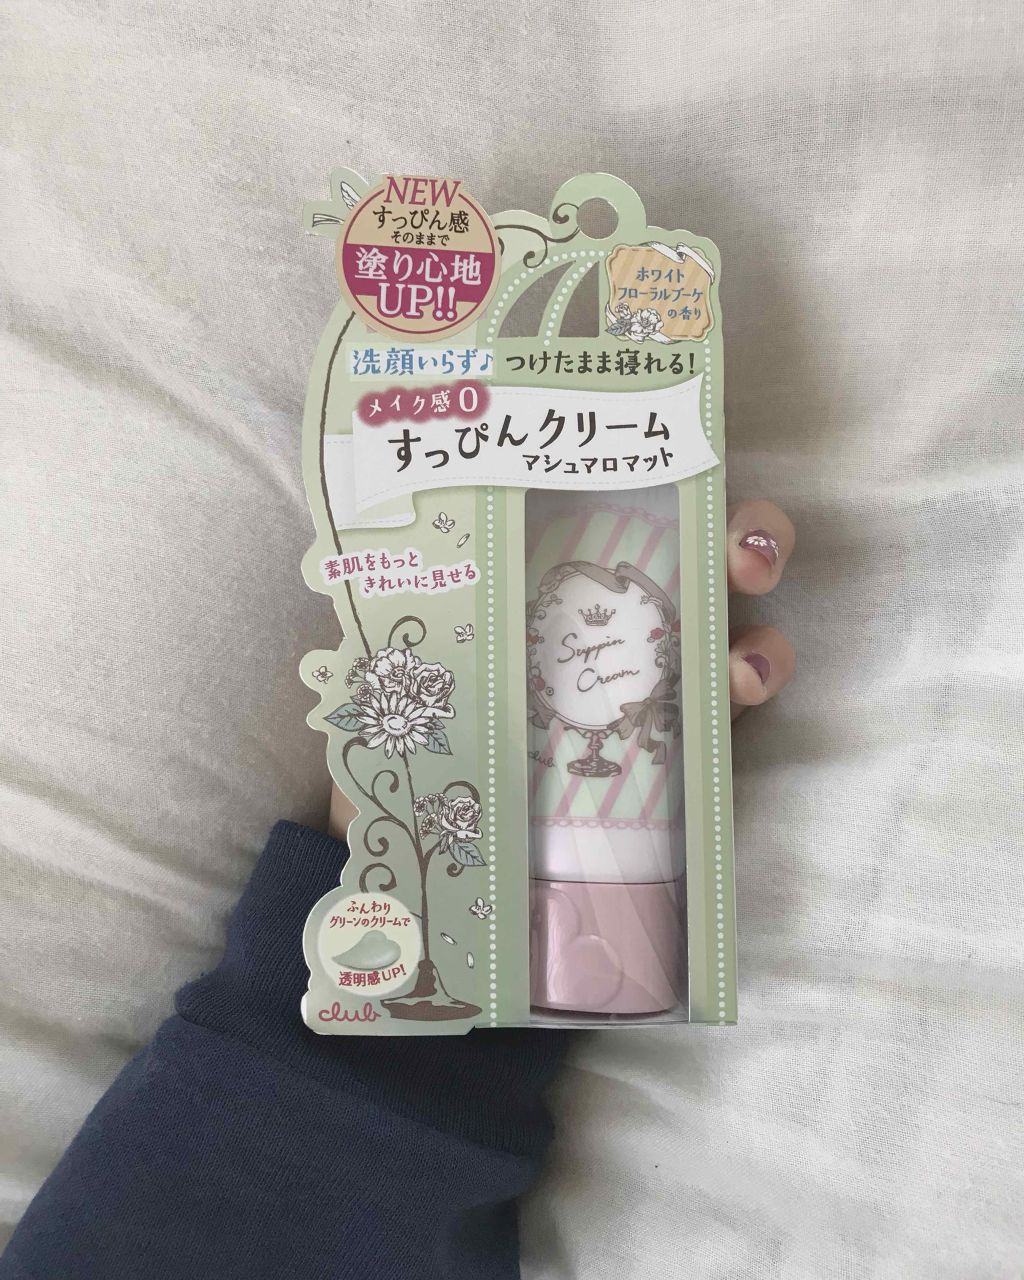 NEW
すっぴん感
そのままで
塗り心地
UP!!
ホワイト
フローラルブーケ
の香り
洗顔いらず♪ つけたまま寝れる!
メイク感0
すっぴんクリーム
マシュマロマット
素肌をもっと
きれいに見せる
Suppin
Cream
club
ふんわり
グリーンのクリームで
透明感UP!
club